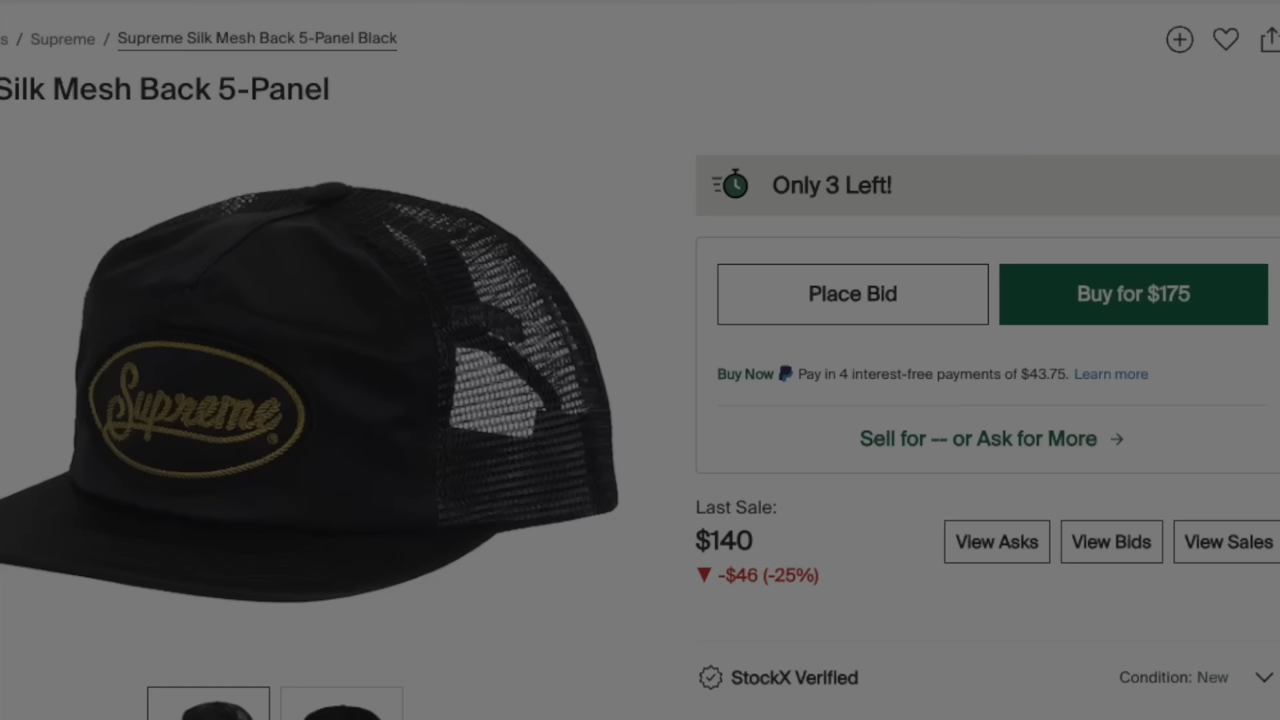 s / Supreme / Supreme Silk Mesh Back 5-Panel Black
Silk Mesh Back 5-Panel
Only 3 Left!
Place Bid
Buy for $175
Buy Now Pay in 4 interest-free payments of $43.75. Learn more
Sell for -- or Ask for More →
Last Sale:
$140
▼ -$46 (-25%)
View Asks
View Bids
View Sales
StockX Verified
Condition: New
Supreme ®